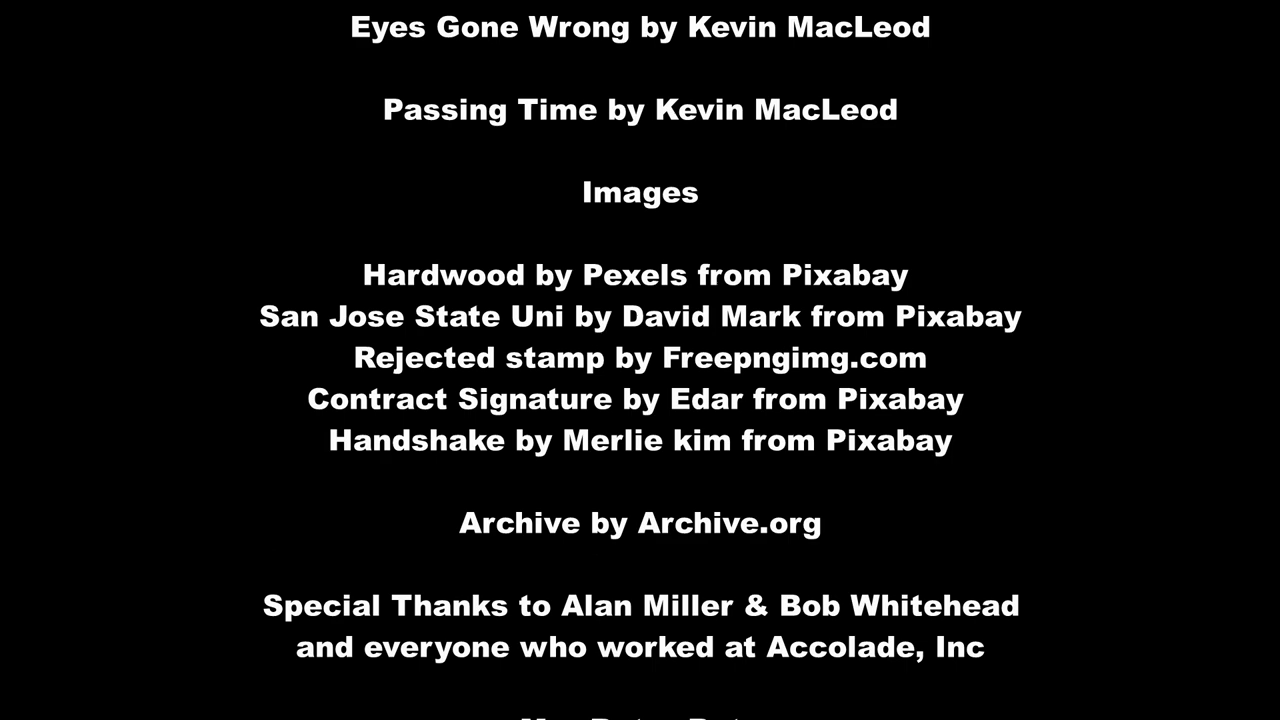 Eyes Gone Wrong by Kevin MacLeod
Passing Time by Kevin MacLeod
Images
Hardwood by Pexels from Pixabay
San Jose State Uni by David Mark from Pixabay
Rejected stamp by Freepngimg.com
Contract Signature by Edar from Pixabay
Handshake by Merlie kim from Pixabay
Archive by Archive.org
Special Thanks to Alan Miller & Bob Whitehead
and everyone who worked at Accolade, Inc